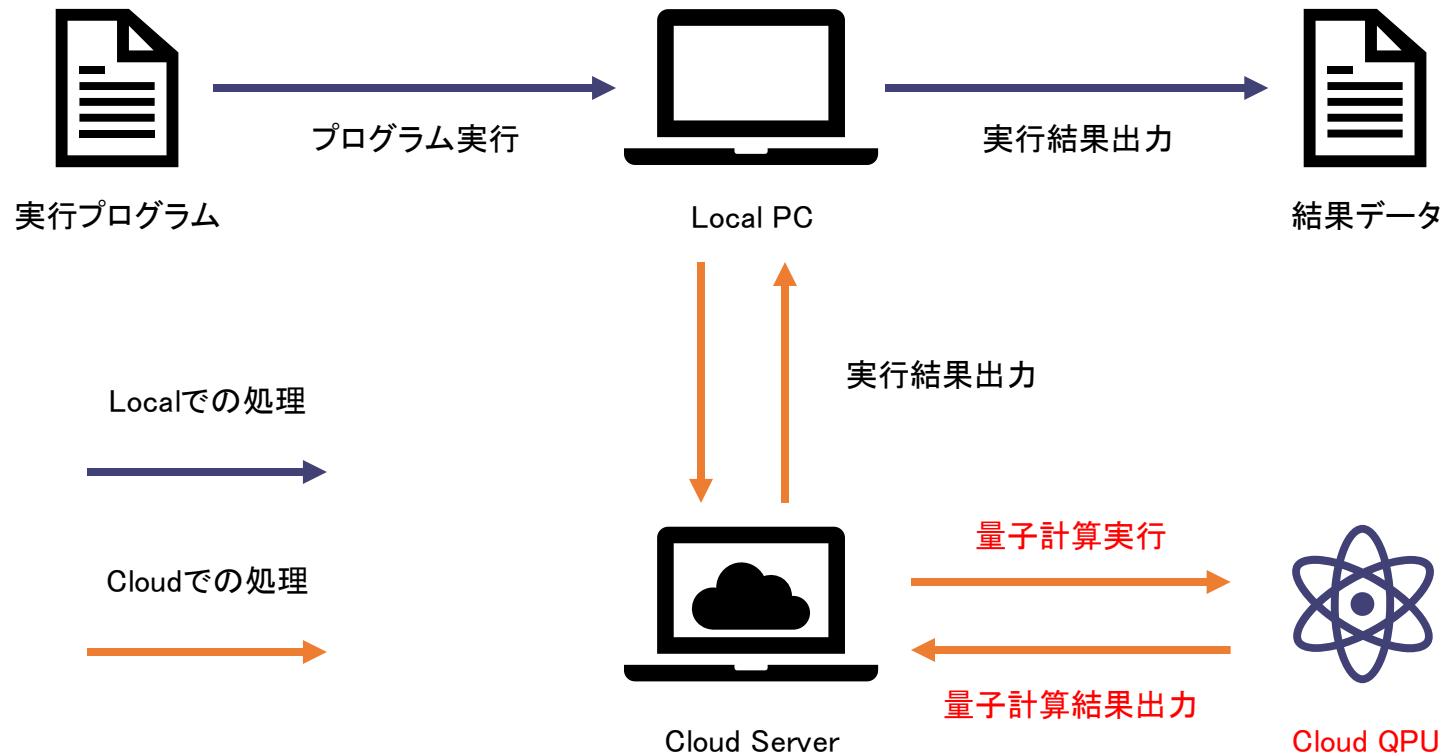 プログラム実行
実行結果出力
実行プログラム
Local PC
結果データ
実行結果出力
Localでの処理
量子計算実行
Cloudでの処理
量子計算結果出力
Cloud Server
Cloud QPU